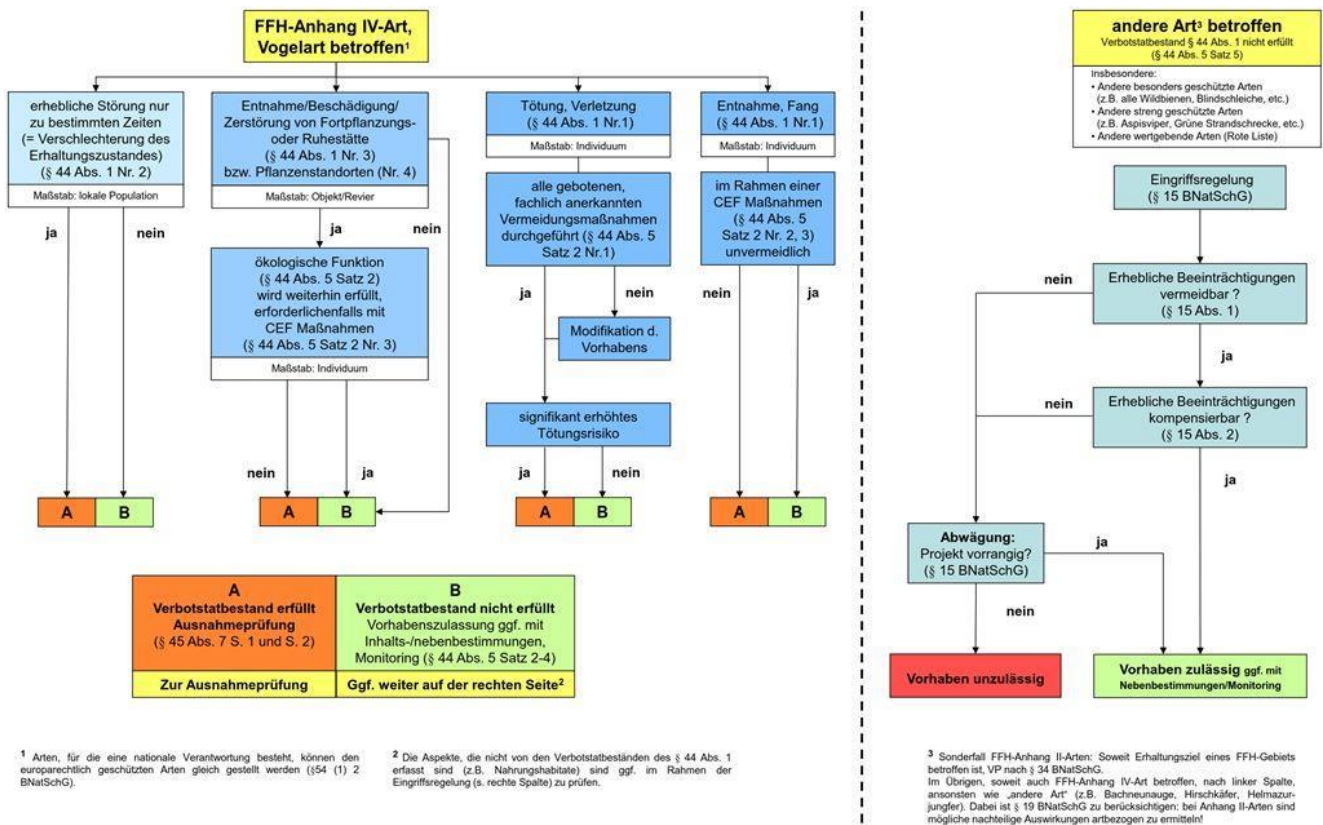 FFH-Anhang IV-Art,
Vogelart betroffen¹
erhebliche Störung nur
zu bestimmten Zeiten
(= Verschlechterung des
Erhaltungszustandes)
(§ 44 Abs. 1 Nr. 2)
Maßstab: lokale Population
ja
nein
Entnahme/Beschädigung/
Zerstörung von Fortpflanzungs-
oder Ruhestätte
(§ 44 Abs. 1 Nr. 3)
bzw. Pflanzenstandorten (Nr. 4)
Maßstab: Objekt/Revier
ja
nein
ökologische Funktion
(§ 44 Abs. 5 Satz 2)
wird weiterhin erfüllt,
erforderlichenfalls mit
CEF Maßnahmen
(§ 44 Abs. 5 Satz 2 Nr. 3)
Maßstab: Individuum
nein
ja
Tötung, Verletzung
(§ 44 Abs. 1 Nr.1)
Maßstab: Individuum
alle gebotenen,
fachlich anerkannten
Vermeidungsmaßnahmen
durchgeführt (§ 44 Abs. 5
Satz 2 Nr.1)
ja
nein
Modifikation d.
Vorhabens
signifikant erhöhtes
Tötungsrisiko
ja
nein
Entnahme, Fang
(§ 44 Abs. 1 Nr.1)
Maßstab: Individuum
im Rahmen einer
CEF Maßnahmen
(§ 44 Abs. 5
Satz 2 Nr. 2, 3)
unvermeidlich
nein
ja
A B
A B
A B
A B
A
Verbotstatbestand erfüllt
Ausnahmeprüfung
(§ 45 Abs. 7 S. 1 und S. 2)
Zur Ausnahmeprüfung
B
Verbotstatbestand nicht erfüllt
Vorhabenszulassung ggf. mit
Inhalts-/nebenbestimmungen,
Monitoring (§ 44 Abs. 5 Satz 2-4)
Ggf. weiter auf der rechten Seite²
¹ Arten, für die eine nationale Verantwortung besteht, können den
europarechtlich geschützten Arten gleich gestellt werden (§54 (1) 2
BNatSchG).
² Die Aspekte, die nicht von den Verbotstatbeständen des § 44 Abs. 1
erfasst sind (z.B. Nahrungshabitate) sind ggf. im Rahmen der
Eingriffsregelung (s. rechte Spalte) zu prüfen.
andere Art³ betroffen
Verbotstatbestand § 44 Abs. 1 nicht erfüllt
(§ 44 Abs. 5 Satz 5)
Insbesondere:
• Andere besonders geschützte Arten
(z.B. alle Wildbienen, Blindschleiche, etc.)
• Andere streng geschützte Arten
(z.B. Aspisviper, Grüne Strandschrecke, etc.)
• Andere wertgebende Arten (Rote Liste)
Eingriffsregelung
(§ 15 BNatSchG)
Erhebliche Beeinträchtigungen
vermeidbar ?
(§ 15 Abs. 1)
nein
ja
Erhebliche Beeinträchtigungen
kompensierbar ?
(§ 15 Abs. 2)
nein
ja
Abwägung:
Projekt vorrangig?
(§ 15 BNatSchG)
ja
nein
Vorhaben unzulässig
Vorhaben zulässig ggf. mit
Nebenbestimmungen/Monitoring
³ Sonderfall FFH-Anhang II-Arten: Soweit Erhaltungsziel eines FFH-Gebiets
betroffen ist, VP nach § 34 BNatSchG.
Im Übrigen, soweit auch FFH-Anhang IV-Art betroffen, nach linker Spalte,
ansonsten wie „andere Art" (z.B. Bachneunauge, Hirschkäfer, Helmazur-
jungfer). Dabei ist § 19 BNatSchG zu berücksichtigen: bei Anhang II-Arten sind
mögliche nachteilige Auswirkungen artbezogen zu ermitteln!